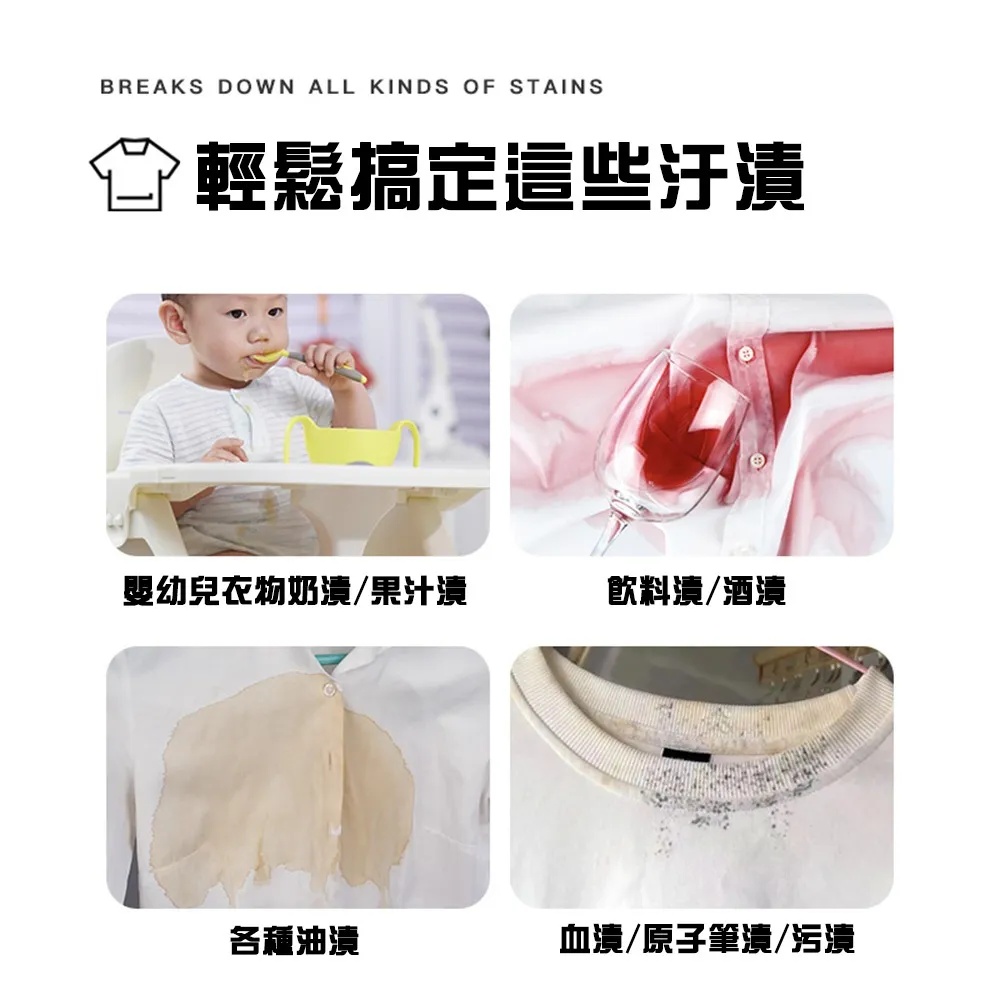 BREAKS DOWN ALL KINDS OF STAINS
輕鬆搞定這些汙漬
嬰幼兒衣物奶漬/果汁漬
飲料漬/酒漬
各種油漬
血漬/原子筆漬/污漬